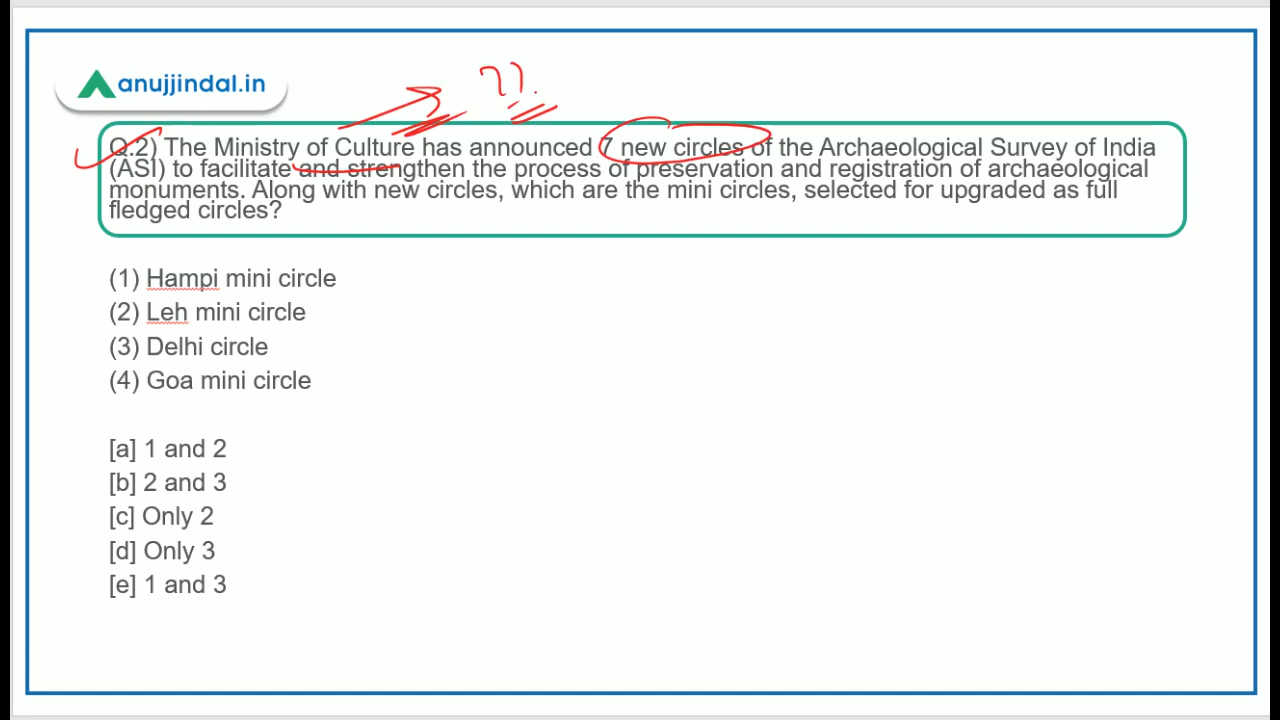 anujjindal.in
??.
Q.2) The Ministry of Culture has announced 7 new circles of the Archaeological Survey of India
(ASI) to facilitate and strengthen the process of preservation and registration of archaeological
monuments. Along with new circles, which are the mini circles, selected for upgraded as full
fledged circles?
(1) Hampi mini circle
(2) Leh mini circle
(3) Delhi circle
(4) Goa mini circle
[a] 1 and 2
[b] 2 and 3
[c] Only 2
[d] Only 3
[e] 1 and 3